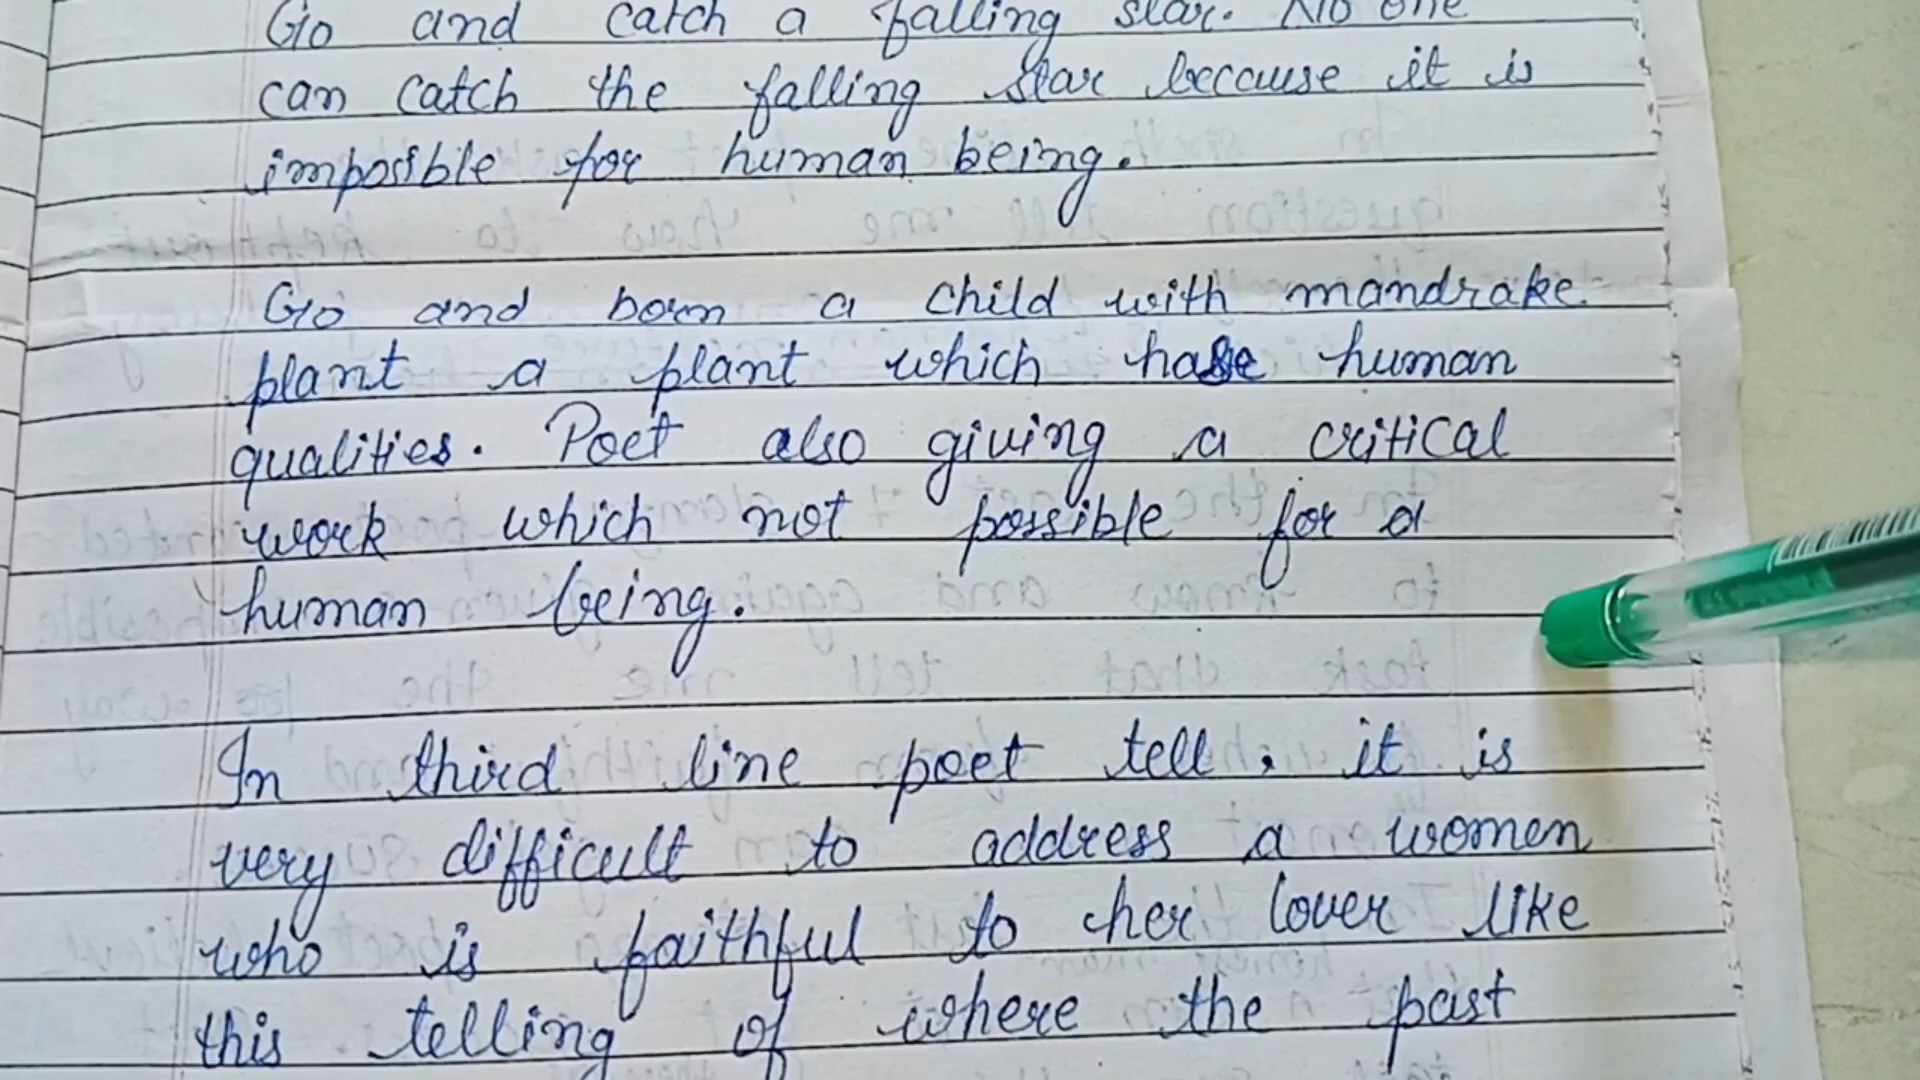 Go and catch a falling star. No one
can catch the falling star because it is
impossible for human being.
Go and born a child with mandrake
plant a plant which have human
qualities. Poet also giving a critical
work which not possible for a
human being.
In third line poet tell, it is
very difficult to address a women
who is faithful to her lover like
this telling of where the past